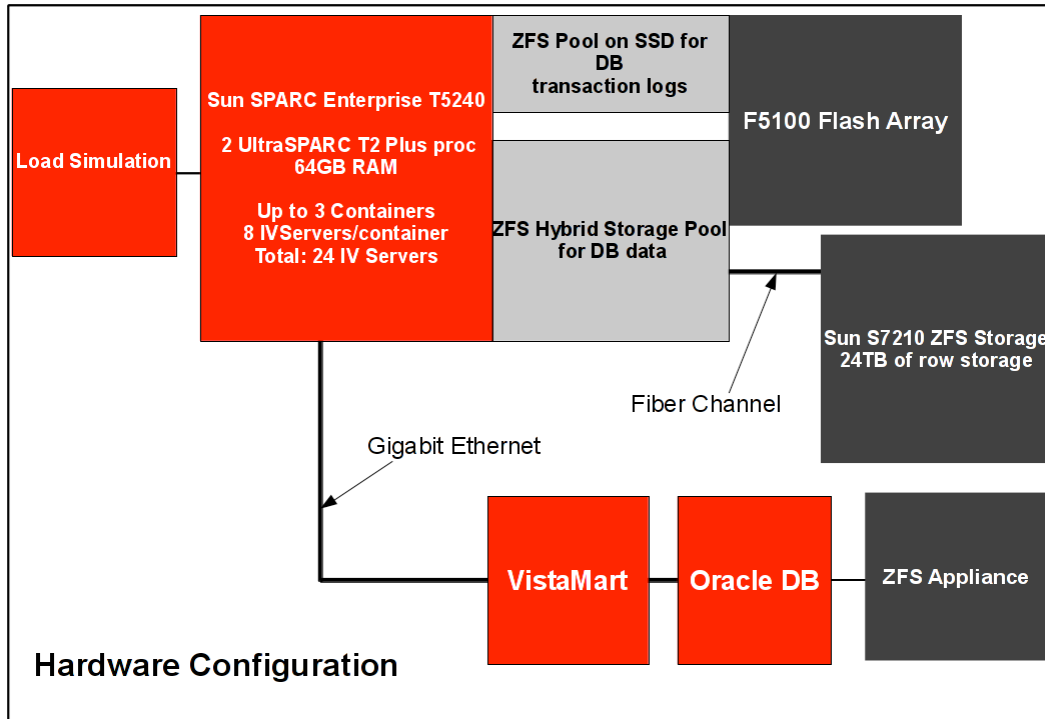 Load Simulation
Sun SPARC Enterprise T5240
2 UltraSPARC T2 Plus proc
64GB RAM
Up to 3 Containers
8 IVServers/container
Total: 24 IV Servers
ZFS Pool on SSD for
DB
transaction logs
ZFS Hybrid Storage Pool
for DB data
F5100 Flash Array
Sun S7210 ZFS Storage
24TB of row storage
Fiber Channel
Gigabit Ethernet
VistaMart
Oracle DB
ZFS Appliance
Hardware Configuration